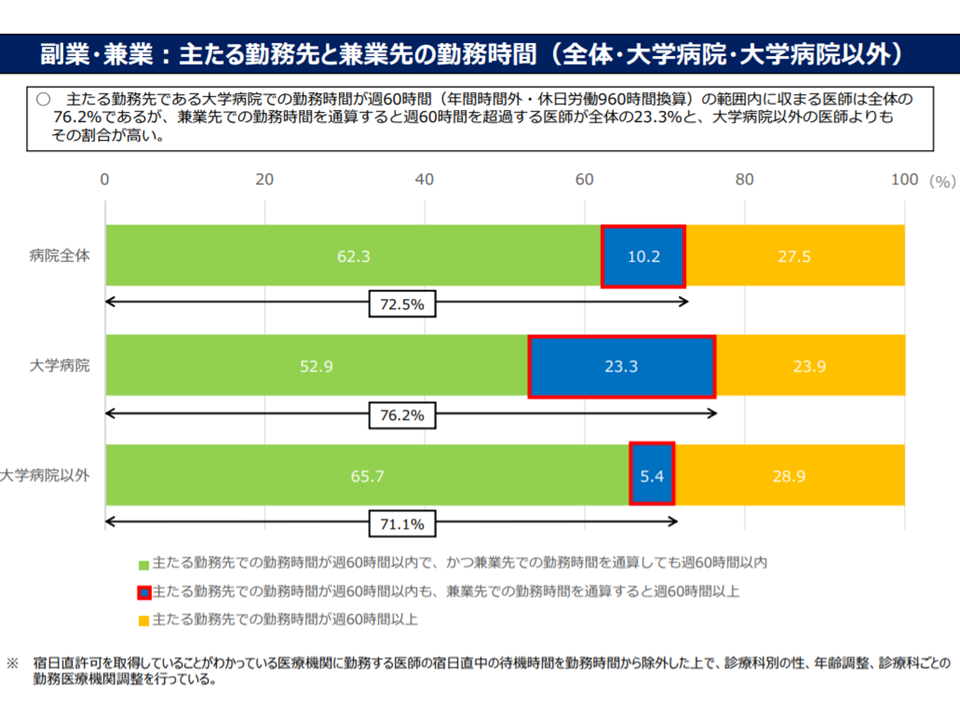 副業・兼業：主たる勤務先と兼業先の勤務時間（全体・大学病院・大学病院以外）
○ 主たる勤務先である大学病院での勤務時間が週60時間（年間時間外・休日労働960時間換算）の範囲内に収まる医師は全体の
76.2%であるが、兼業先での勤務時間を通算すると週60時間を超過する医師が全体の23.3%と、大学病院以外の医師よりも
その割合が高い。
0 20 40 60 80 100 （%）
病院全体 62.3 10.2 27.5
72.5%
大学病院 52.9 23.3 23.9
76.2%
大学病院以外 65.7 5.4 28.9
71.1%
主たる勤務先での勤務時間が週60時間以内で、かつ兼業先での勤務時間を通算しても週60時間以内
主たる勤務先での勤務時間が週60時間以内も、兼業先での勤務時間を通算すると週60時間以上
主たる勤務先での勤務時間が週60時間以上
※ 宿日直許可を取得していることがわかっている医療機関に勤務する医師の宿日直中の待機時間を勤務時間から除外した上で、診療科別の性、年齢調整、診療科ごとの
勤務医療機関調整を行っている。